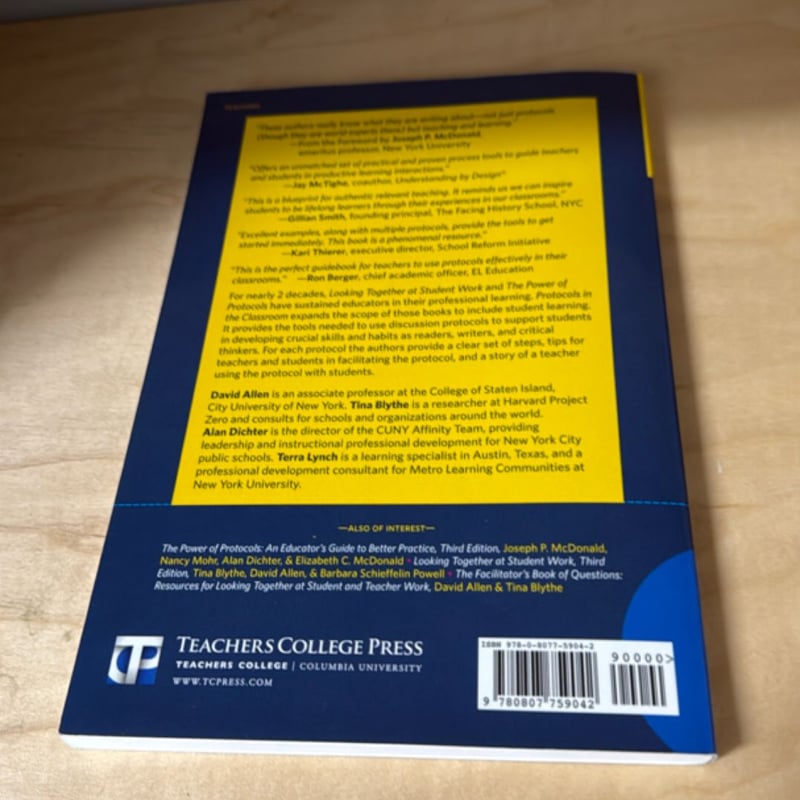 TEACHING
"These authors really know what they are writing about—not just protocols
(though they are world experts there) but teaching and learning."
—From the Foreword by Joseph P. McDonald,
emeritus professor, New York University
"Offers an unmatched set of practical and proven process tools to guide teachers
and students in productive learning interactions."
—Jay McTighe, coauthor, Understanding by Design®
"This is a blueprint for authentic relevant teaching. It reminds us we can inspire
students to be lifelong learners through their experiences in our classrooms."
—Gillian Smith, founding principal, The Facing History School, NYC
"Excellent examples, along with multiple protocols, provide the tools to get
started immediately. This book is a phenomenal resource."
—Kari Thierer, executive director, School Reform Initiative
"This is the perfect guidebook for teachers to use protocols effectively in their
classrooms." —Ron Berger, chief academic officer, EL Education
For nearly 2 decades, Looking Together at Student Work and The Power of
Protocols have sustained educators in their professional learning. Protocols in
the Classroom expands the scope of those books to include student learning.
It provides the tools needed to use discussion protocols to support students
in developing crucial skills and habits as readers, writers, and critical
thinkers. For each protocol the authors provide a clear set of steps, tips for
teachers and students in facilitating the protocol, and a story of a teacher
using the protocol with students.
David Allen is an associate professor at the College of Staten Island,
City University of New York. Tina Blythe is a researcher at Harvard Project
Zero and consults for schools and organizations around the world.
Alan Dichter is the director of the CUNY Affinity Team, providing
leadership and instructional professional development for New York City
public schools. Terra Lynch is a learning specialist in Austin, Texas, and a
professional development consultant for Metro Learning Communities at
New York University.
—ALSO OF INTEREST—
The Power of Protocols: An Educator's Guide to Better Practice, Third Edition, Joseph P. McDonald,
Nancy Mohr, Alan Dichter, & Elizabeth C. McDonald • Looking Together at Student Work, Third
Edition, Tina Blythe, David Allen, & Barbara Schieffelin Powell • The Facilitator's Book of Questions:
Resources for Looking Together at Student and Teacher Work, David Allen & Tina Blythe
TCP
TEACHERS COLLEGE PRESS
TEACHERS COLLEGE | COLUMBIA UNIVERSITY
WWW.TCPRESS.COM
ISBN 978-0-8077-5904-2
90000>
9 780807 759042